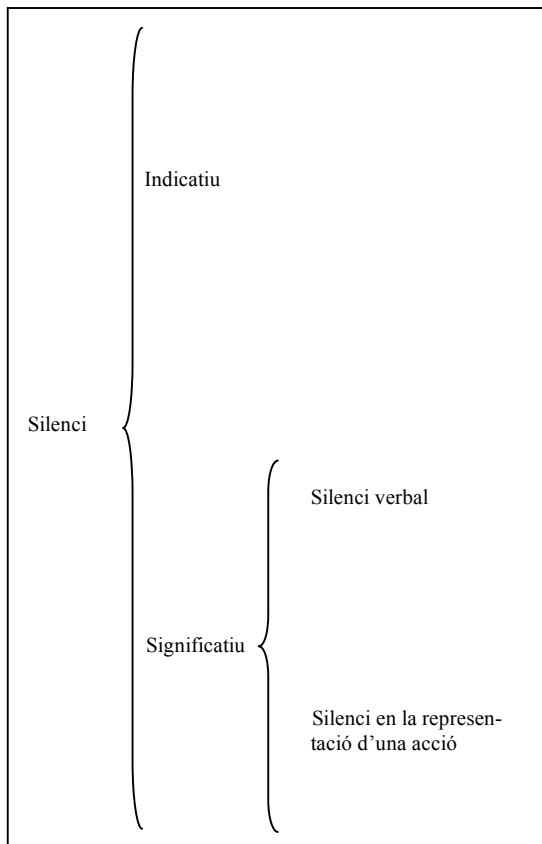 Indicatiu
Silenci
Silenci verbal
Significatiu
Silenci en la represen-
tació d’una acció